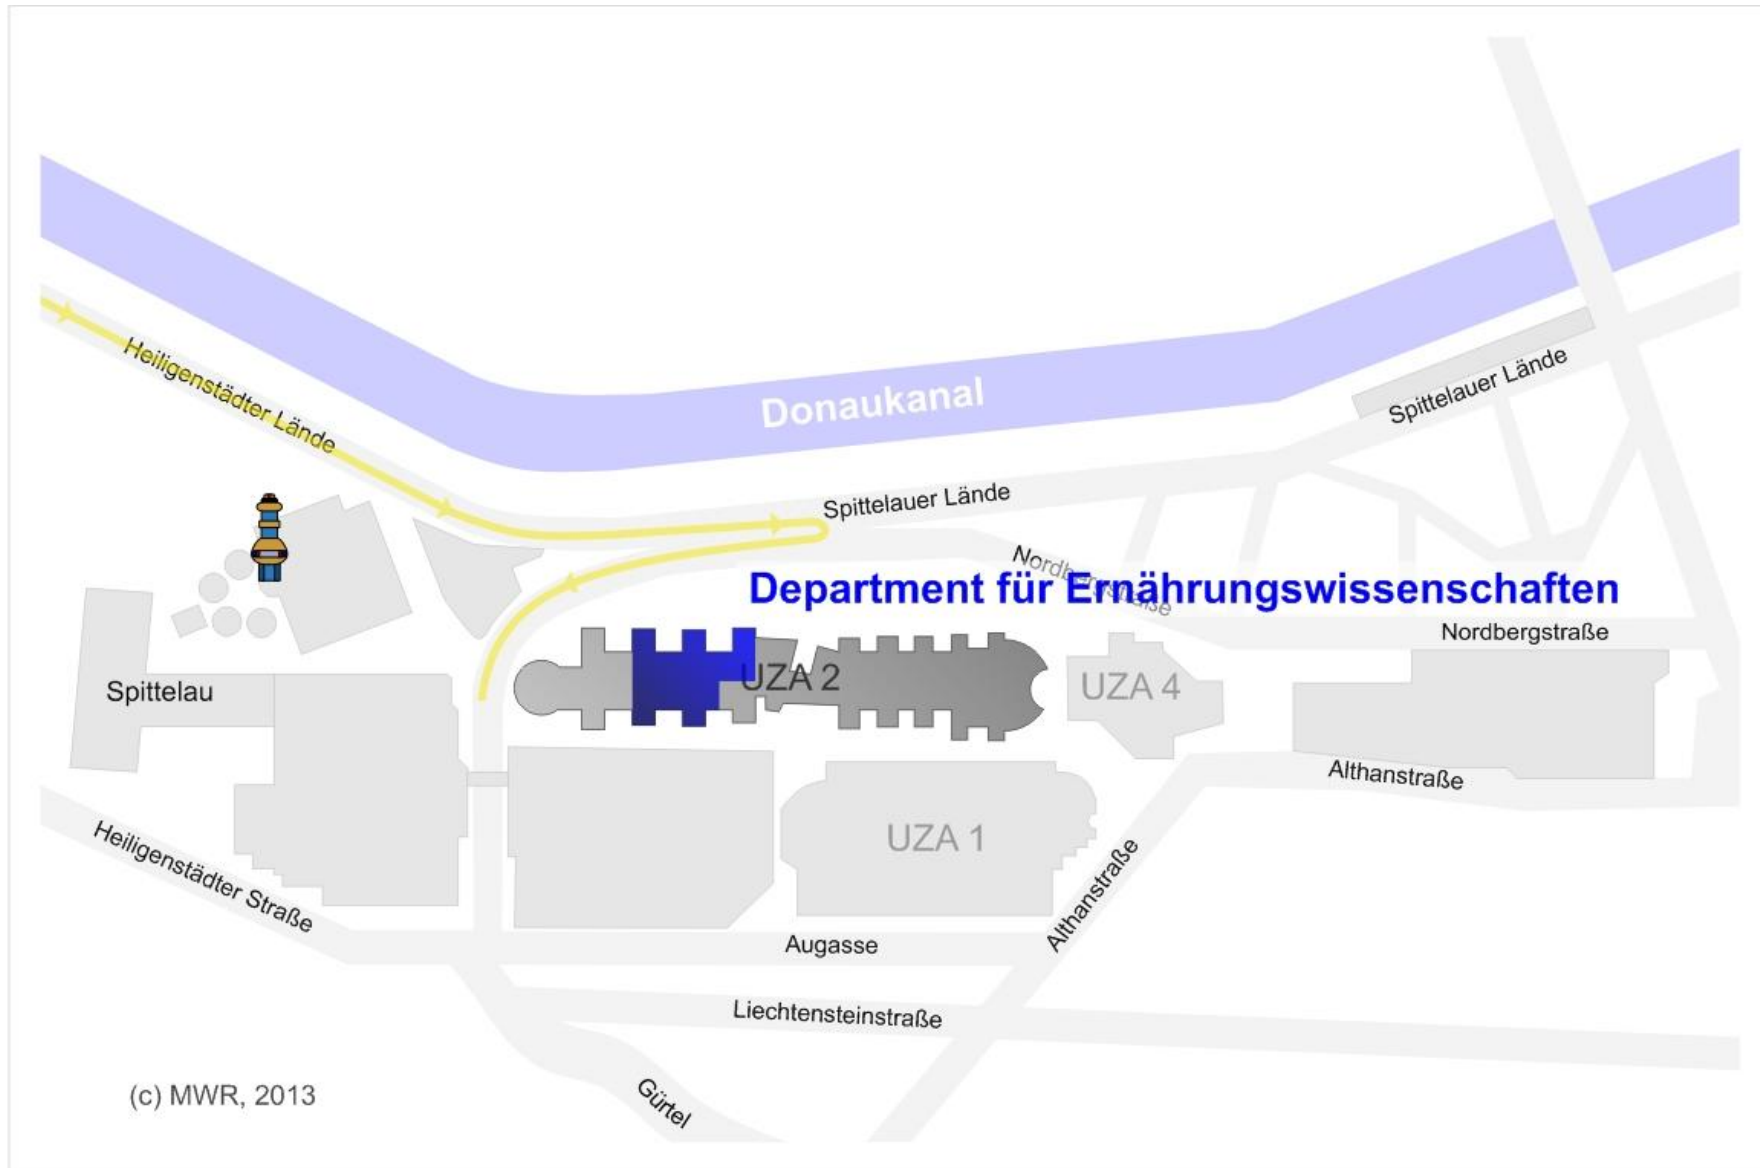 Heiligenstädter Lände
Donaukanal
Spittelauer Lände
Spittelauer Lände
Nordbergstraße
Department für Ernährungswissenschaften
Nordbergstraße
Spittelau
UZA 2
UZA 4
Althanstraße
Heiligenstädter Straße
UZA 1
Althanstraße
Augasse
Liechtensteinstraße
Gürtel
(c) MWR, 2013